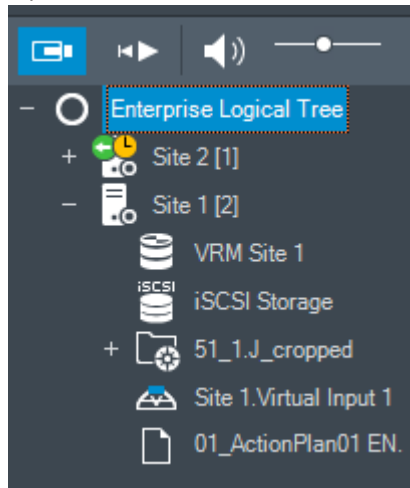 Enterprise Logical Tree
Site 2 [1]
Site 1 [2]
VRM Site 1
iSCSI
iSCSI Storage
51_1.J_cropped
Site 1.Virtual Input 1
01_ActionPlan01 EN.